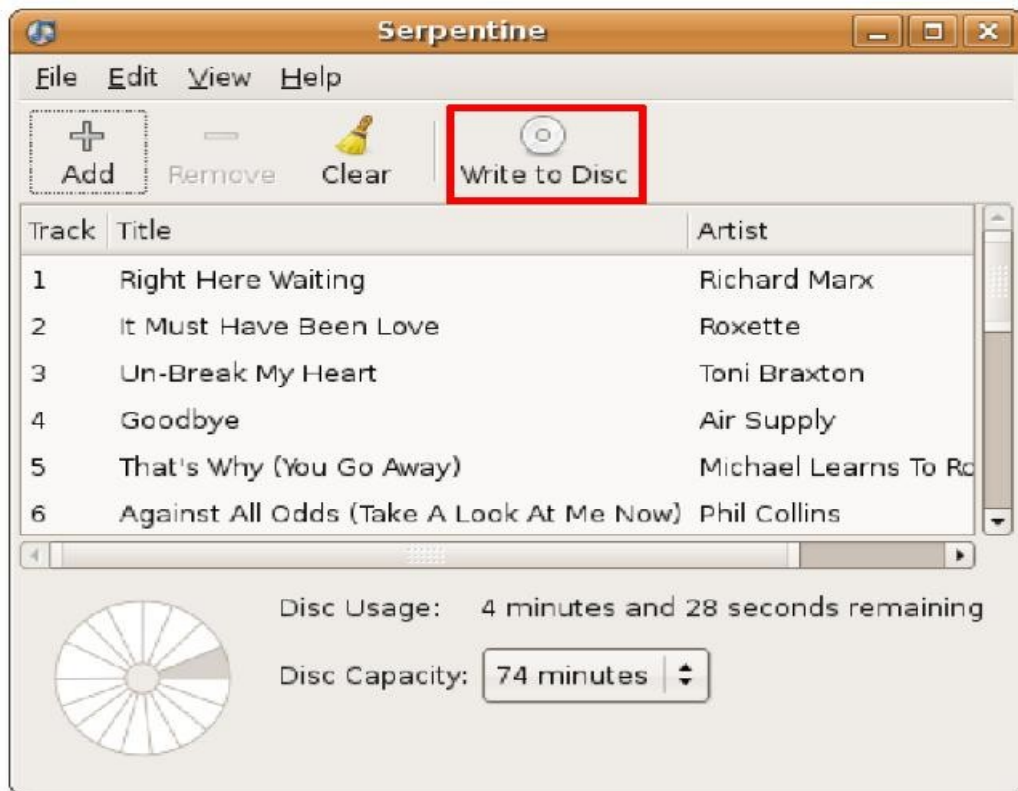 Serpentine
File Edit View Help
Add Remove Clear Write to Disc
Track Title Artist
1 Right Here Waiting Richard Marx
2 It Must Have Been Love Roxette
3 Un-Break My Heart Toni Braxton
4 Goodbye Air Supply
5 That's Why (You Go Away) Michael Learns To Ro
6 Against All Odds (Take A Look At Me Now) Phil Collins
Disc Usage: 4 minutes and 28 seconds remaining
Disc Capacity: 74 minutes